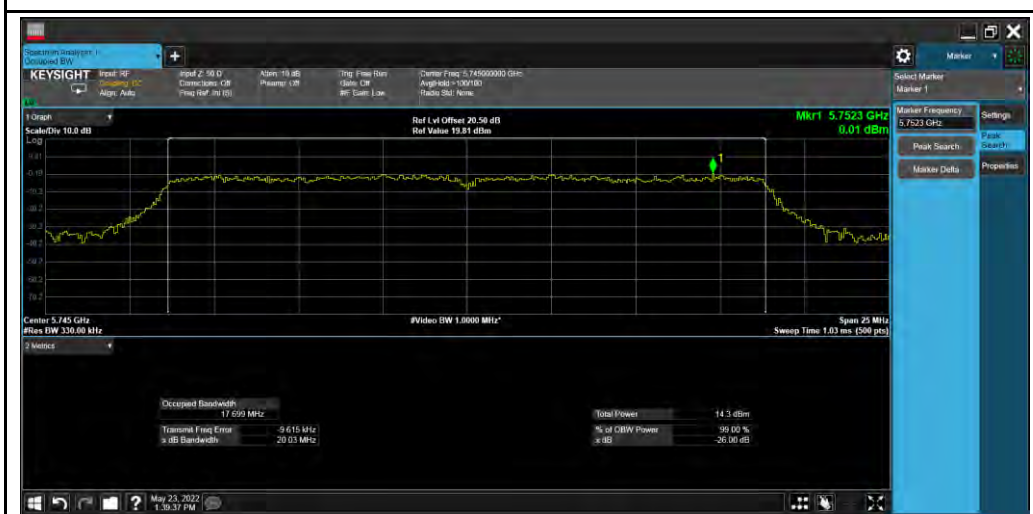 Spectrum Analyzer 1
Occupied BW
Marker
KEYSIGHT
Input: RF
Coupling: DC
Align: Auto
Input Z: 50 Ω
Corrections: Off
Freq Ref: Int (S)
Atten: 10 dB
Preamp: Off
Trig: Free Run
Gate: Off
#IF Gain: Low
Center Freq: 5.745000000 GHz
Avg|Hold:>100/100
Radio Std: None
Select Marker
Marker 1
1 Graph
Scale/Div 10.0 dB
Log
Ref Lvl Offset 20.50 dB
Ref Value 19.81 dBm
Mkr1 5.7523 GHz
0.01 dBm
Marker Frequency
5.7523 GHz
Settings
Peak Search
Peak
Search
Marker Delta
Properties
9.81
-0.19
1
Center 5.745 GHz
#Res BW 330.00 kHz
#Video BW 1.0000 MHz*
Span 25 MHz
Sweep Time 1.03 ms (500 pts)
2 Metrics
Occupied Bandwidth
17.699 MHz
Total Power 14.3 dBm
Transmit Freq Error -9.615 kHz
% of OBW Power 99.00 %
x dB Bandwidth 20.03 MHz
x dB -26.00 dB
?
May 23, 2022
1:39:37 PM